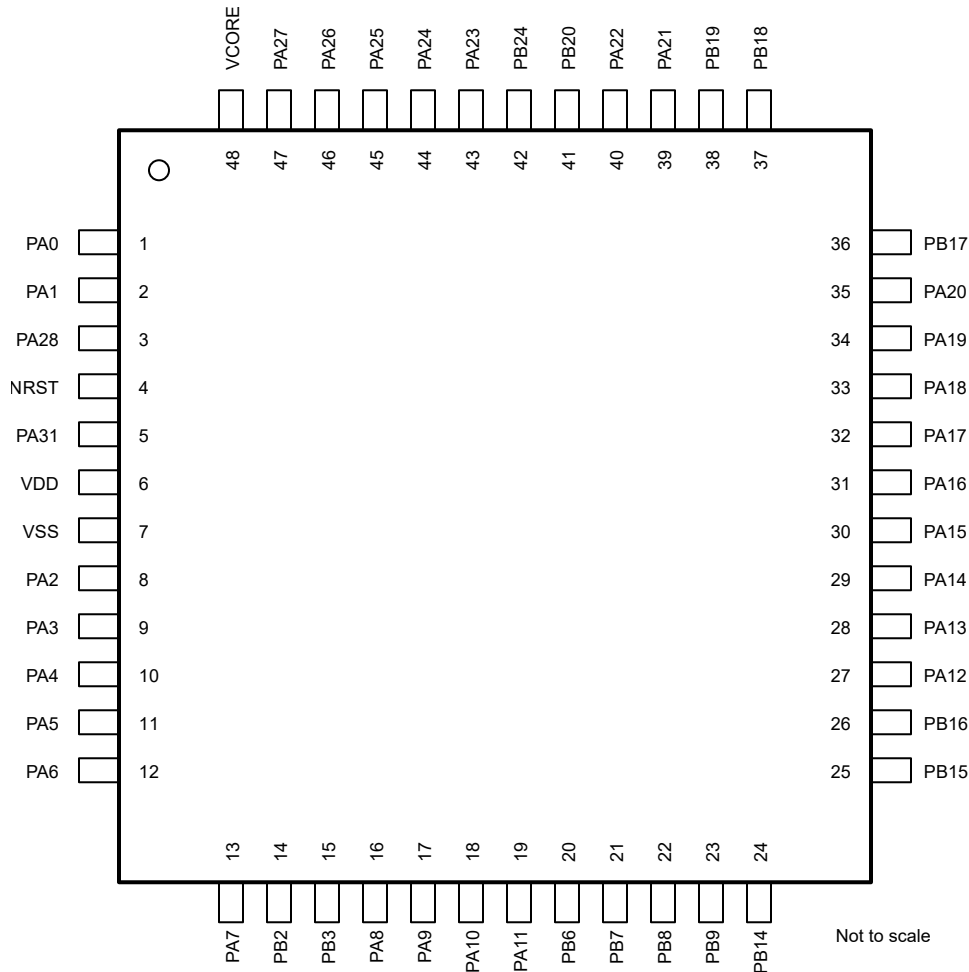 VCORE PA27 PA26 PA25 PA24 PA23 PB24 PB20 PA22 PA21 PB19 PB18
48 47 46 45 44 43 42 41 40 39 38 37
PA0 1 36 PB17
PA1 2 35 PA20
PA28 3 34 PA19
NRST 4 33 PA18
PA31 5 32 PA17
VDD 6 31 PA16
VSS 7 30 PA15
PA2 8 29 PA14
PA3 9 28 PA13
PA4 10 27 PA12
PA5 11 26 PB16
PA6 12 25 PB15
13 14 15 16 17 18 19 20 21 22 23 24
PA7 PB2 PB3 PA8 PA9 PA10 PA11 PB6 PB7 PB8 PB9 PB14
Not to scale